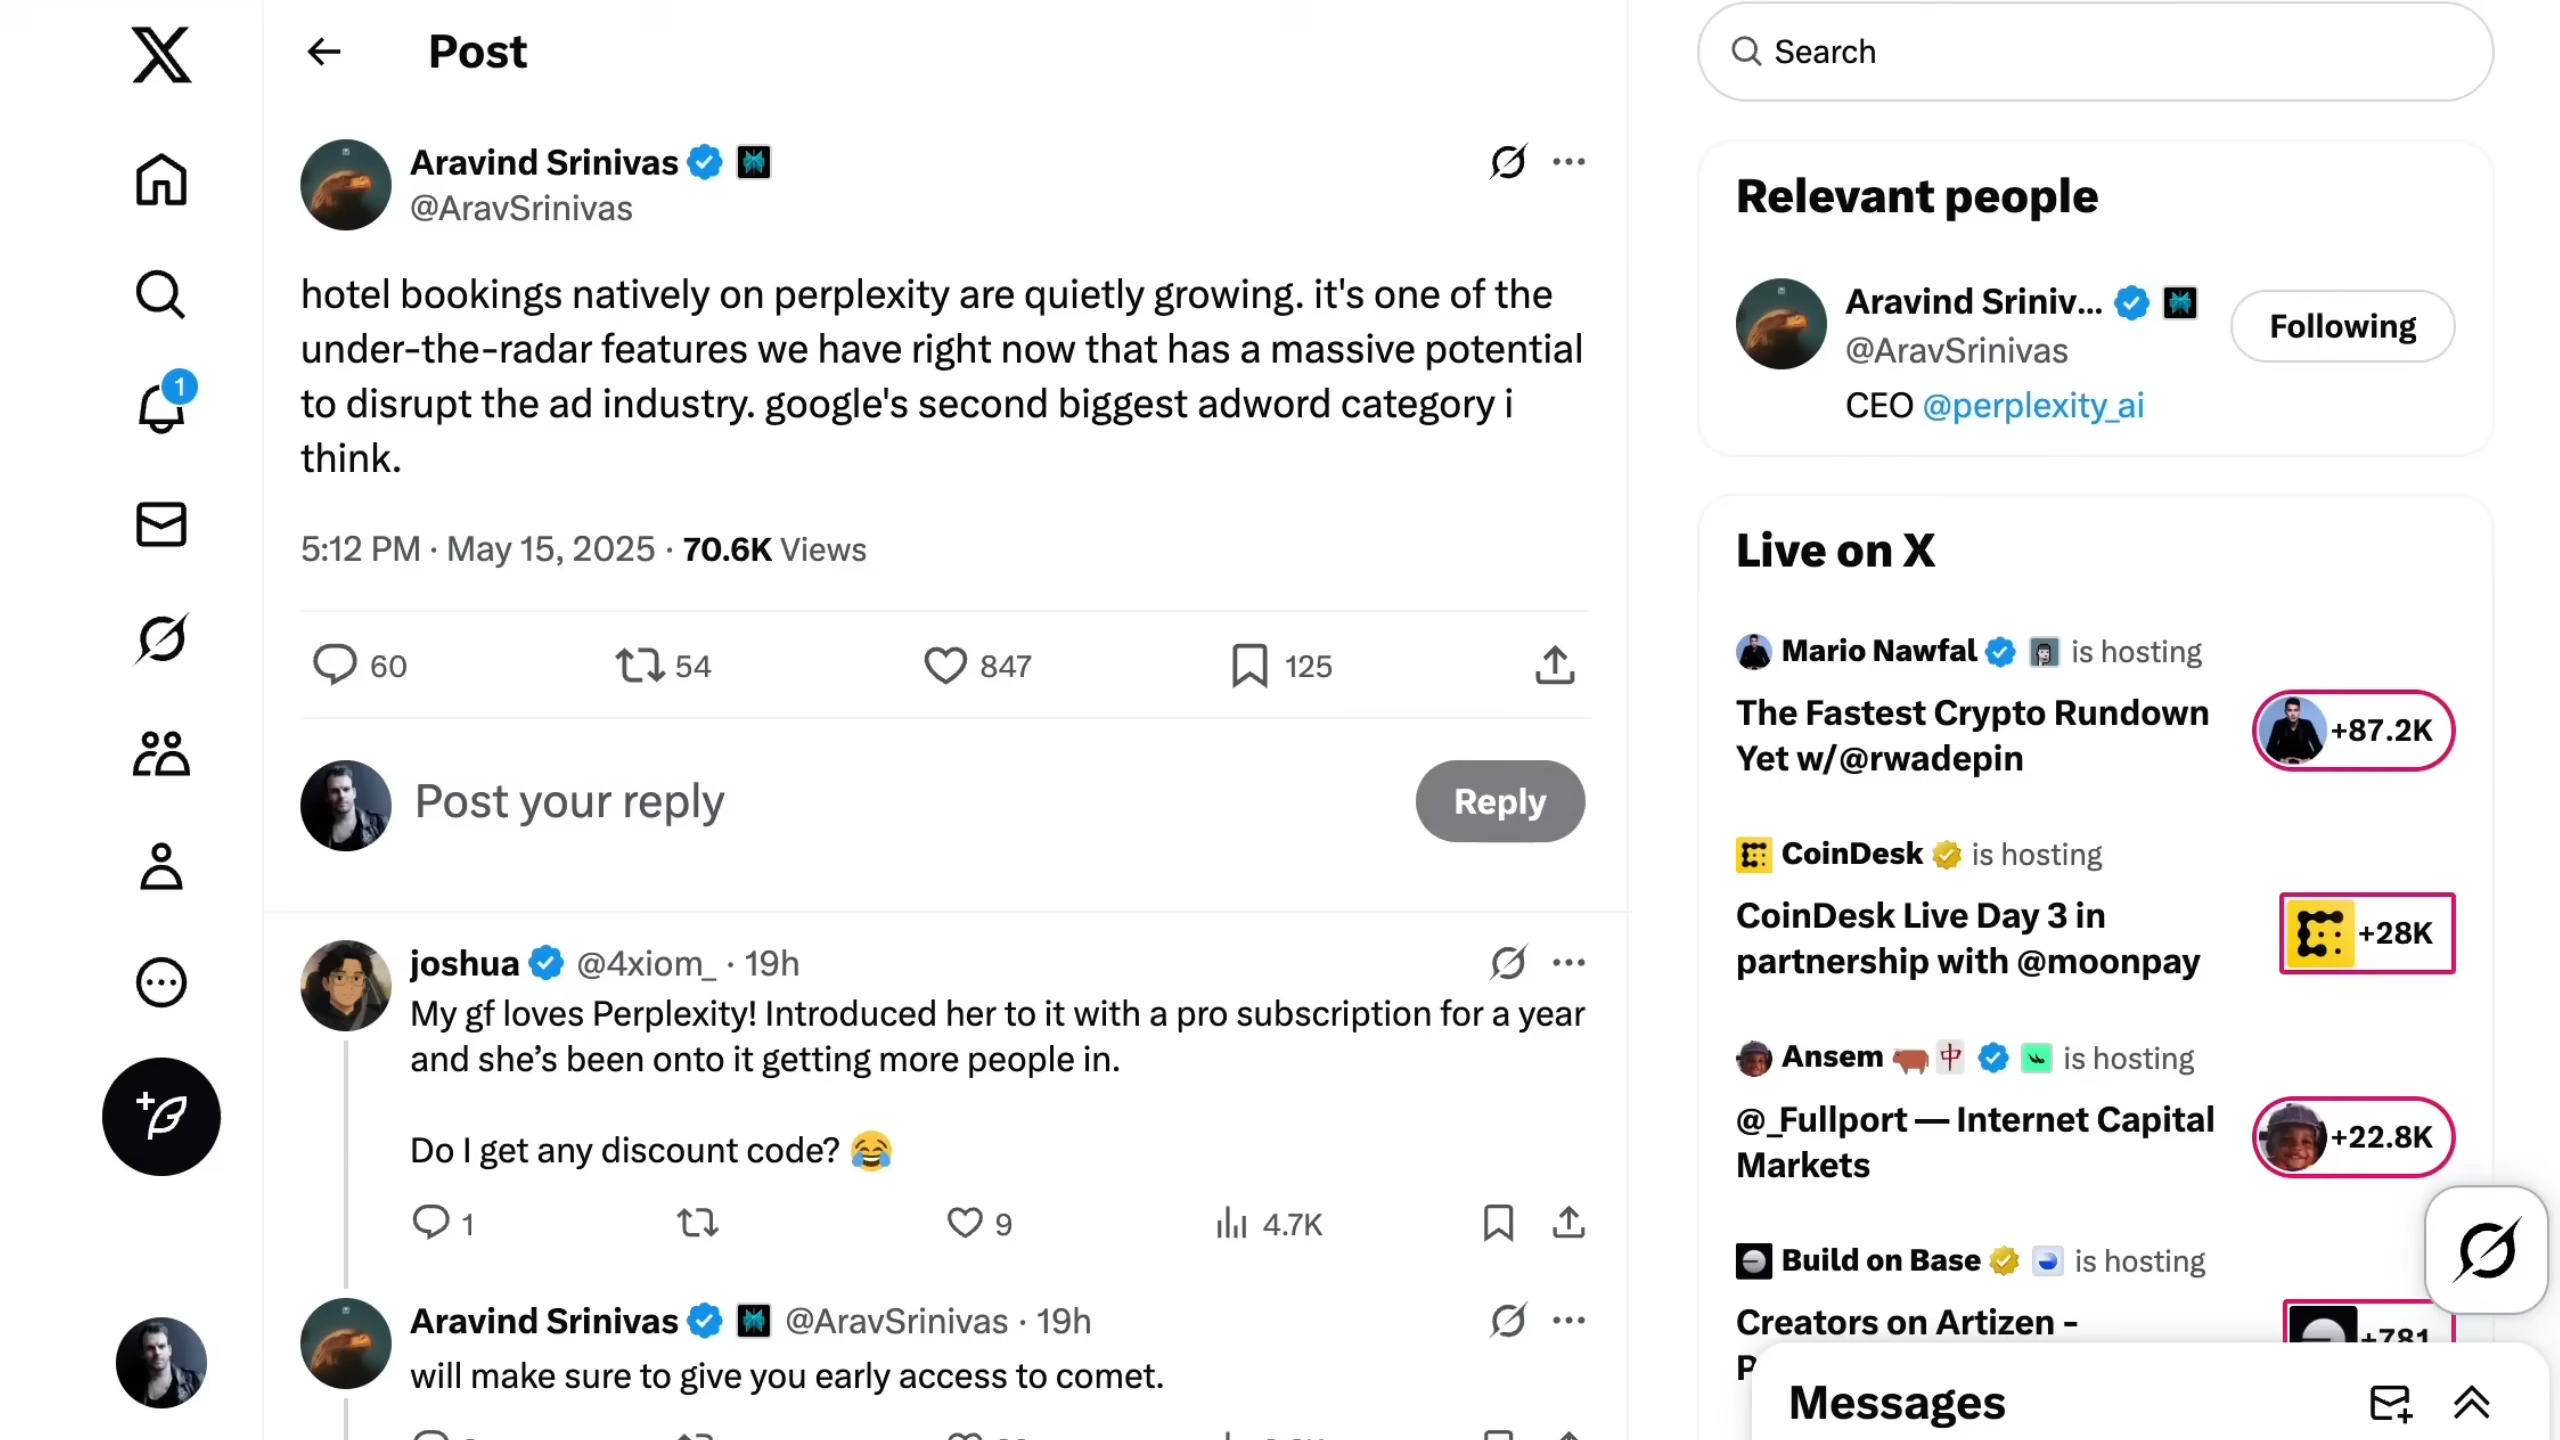 Post
Aravind Srinivas
@AravSrinivas
hotel bookings natively on perplexity are quietly growing. it's one of the
under-the-radar features we have right now that has a massive potential
to disrupt the ad industry. google's second biggest adword category i
think.
5:12 PM · May 15, 2025 · 70.6K Views
60 54 847 125
Post your reply
Reply
joshua @4xiom_ · 19h
My gf loves Perplexity! Introduced her to it with a pro subscription for a year
and she’s been onto it getting more people in.
Do I get any discount code? 😂
1 9 4.7K
Aravind Srinivas @AravSrinivas · 19h
will make sure to give you early access to comet.
1
Search
Relevant people
Aravind Sriniv...
@AravSrinivas
Following
CEO @perplexity_ai
Live on X
Mario Nawfal is hosting
The Fastest Crypto Rundown
Yet w/@rwadepin
+87.2K
CoinDesk is hosting
CoinDesk Live Day 3 in
partnership with @moonpay
+28K
Ansem 🐂 中 is hosting
@_Fullport — Internet Capital
Markets
+22.8K
Build on Base is hosting
Creators on Artizen -
+781
Messages